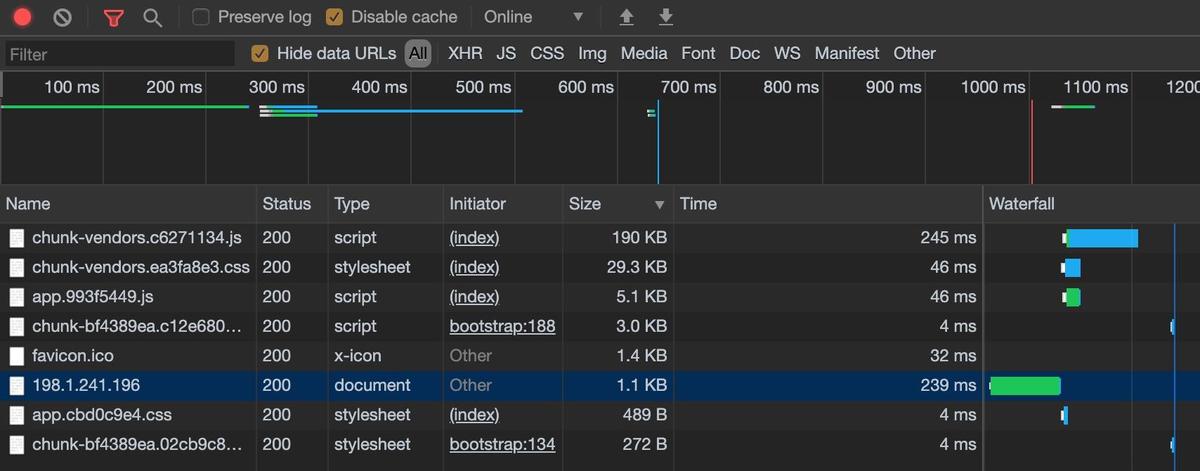 Preserve log Disable cache Online
Filter Hide data URLs All XHR JS CSS Img Media Font Doc WS Manifest Other
100 ms 200 ms 300 ms 400 ms 500 ms 600 ms 700 ms 800 ms 900 ms 1000 ms 1100 ms 1200
Name Status Type Initiator Size Time Waterfall
chunk-vendors.c6271134.js 200 script (index) 190 KB 245 ms
chunk-vendors.ea3fa8e3.css 200 stylesheet (index) 29.3 KB 46 ms
app.993f5449.js 200 script (index) 5.1 KB 46 ms
chunk-bf4389ea.c12e680... 200 script bootstrap:188 3.0 KB 4 ms
favicon.ico 200 x-icon Other 1.4 KB 32 ms
198.1.241.196 200 document Other 1.1 KB 239 ms
app.cbd0c9e4.css 200 stylesheet (index) 489 B 4 ms
chunk-bf4389ea.02cb9c8... 200 stylesheet bootstrap:134 272 B 4 ms